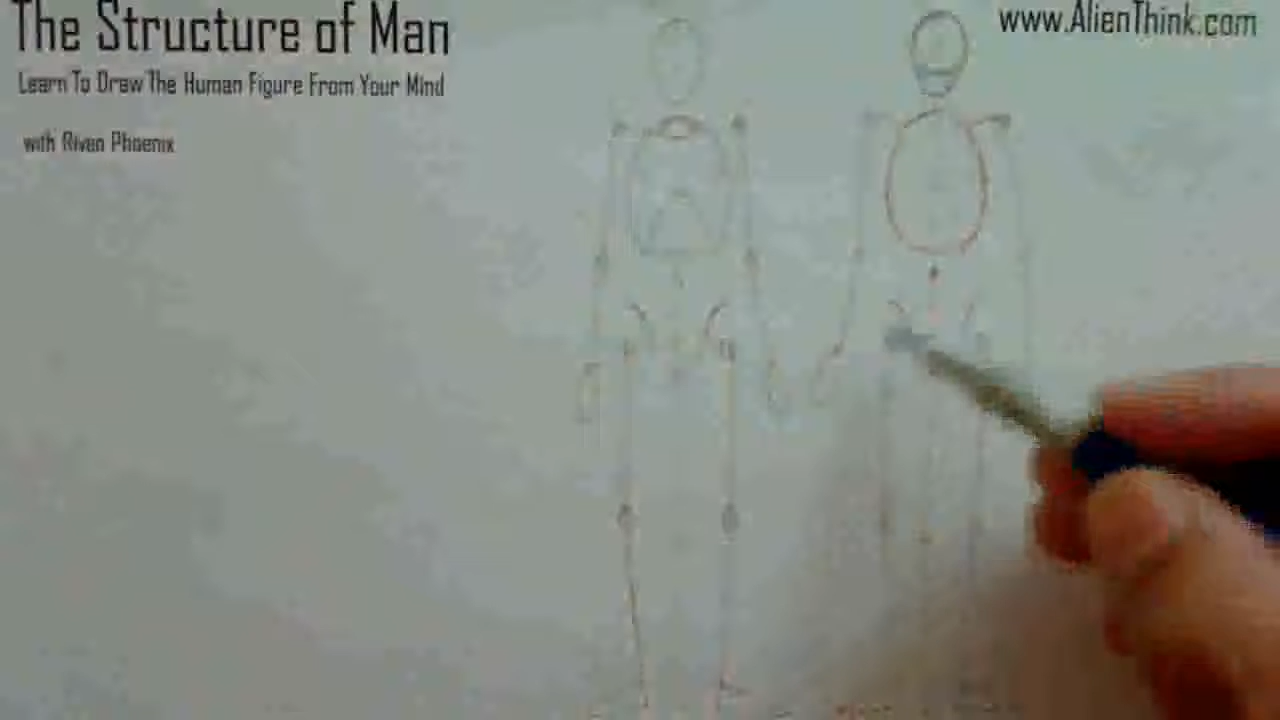 The Structure of Man
www.AlienThink.com
Learn To Draw The Human Figure From Your Mind
with Riven Phoenix